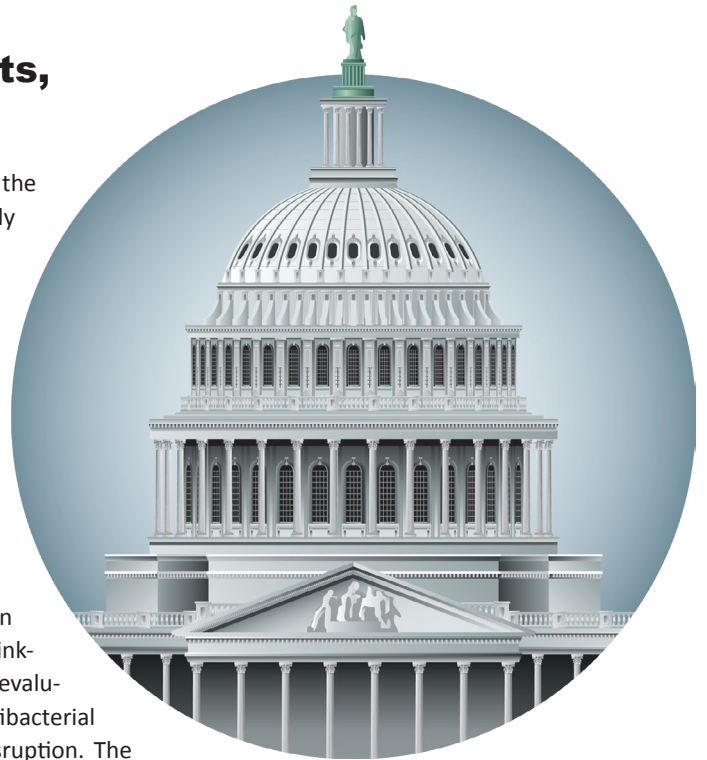 ts,
the
ly
n
ink-
evalu-
ibacterial
sruption. The